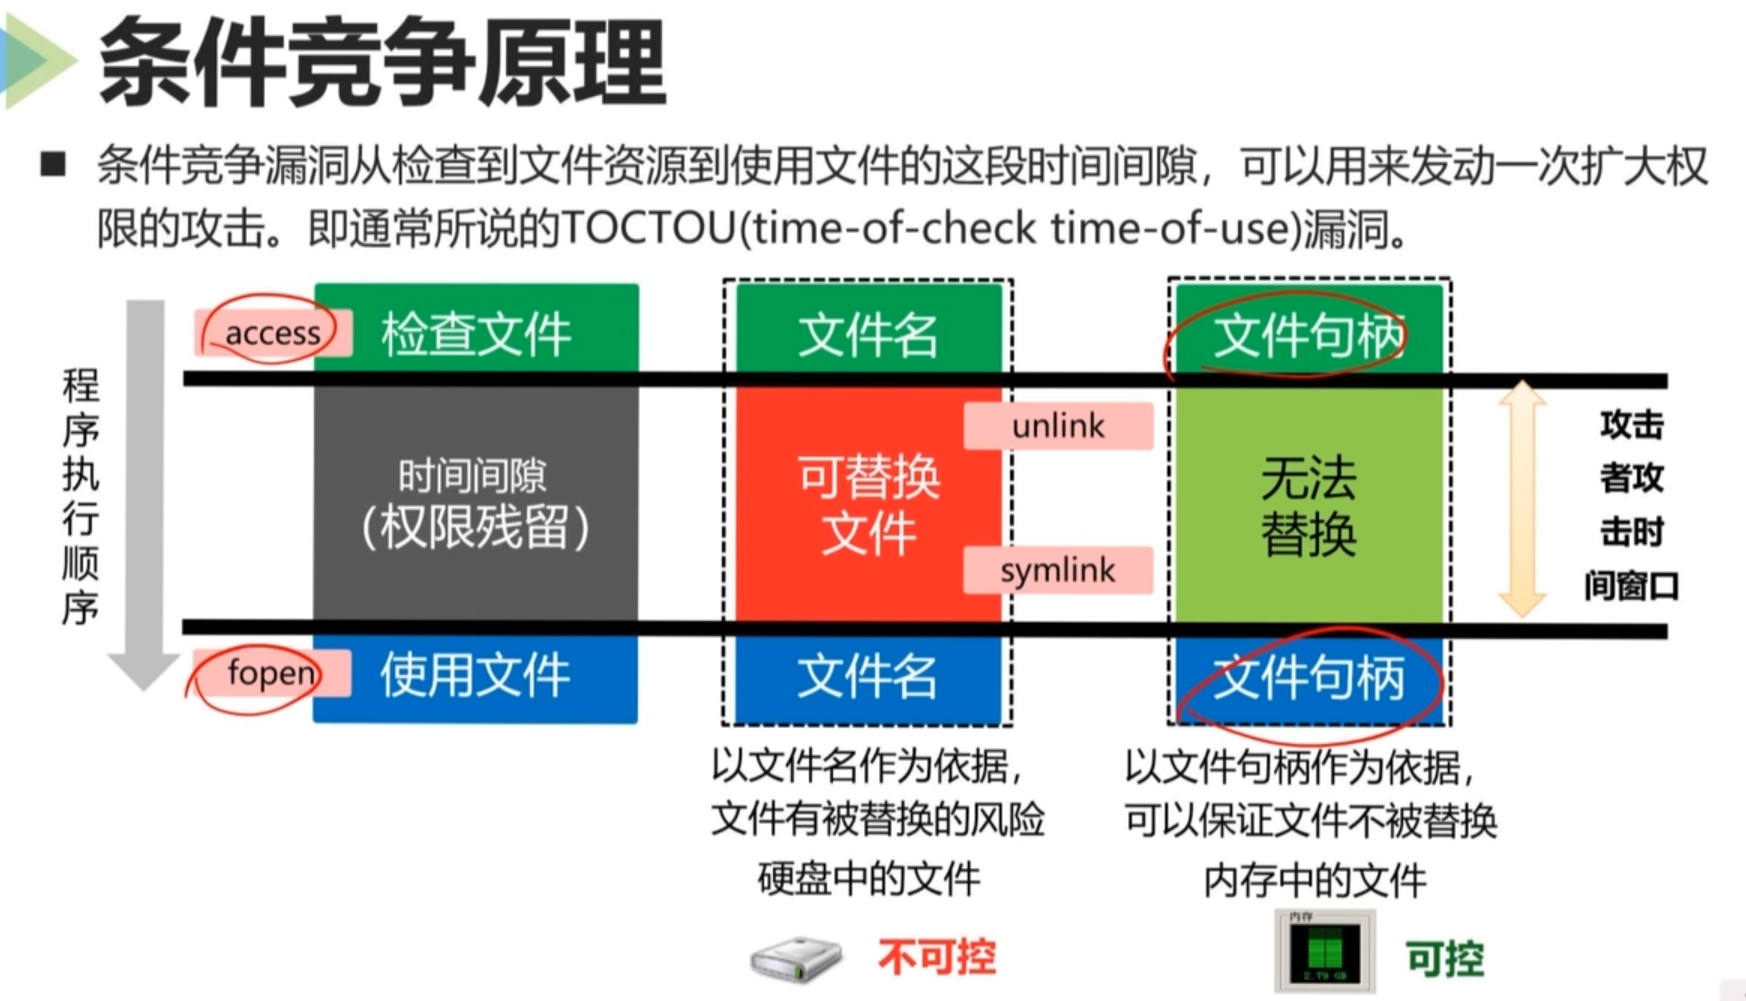 条件竞争原理
■ 条件竞争漏洞从检查到文件资源到使用文件的这段时间间隙，可以用来发动一次扩大权
限的攻击。即通常所说的TOCTOU(time-of-check time-of-use)漏洞。
程序执行顺序
access
检查文件
时间间隙
（权限残留）
fopen
使用文件
文件名
可替换
文件
unlink
symlink
文件名
文件句柄
无法
替换
文件句柄
攻击
者攻
击时
间窗口
以文件名作为依据，
文件有被替换的风险
硬盘中的文件
不可控
以文件句柄作为依据，
可以保证文件不被替换
内存中的文件
内存
2.79 GB
可控